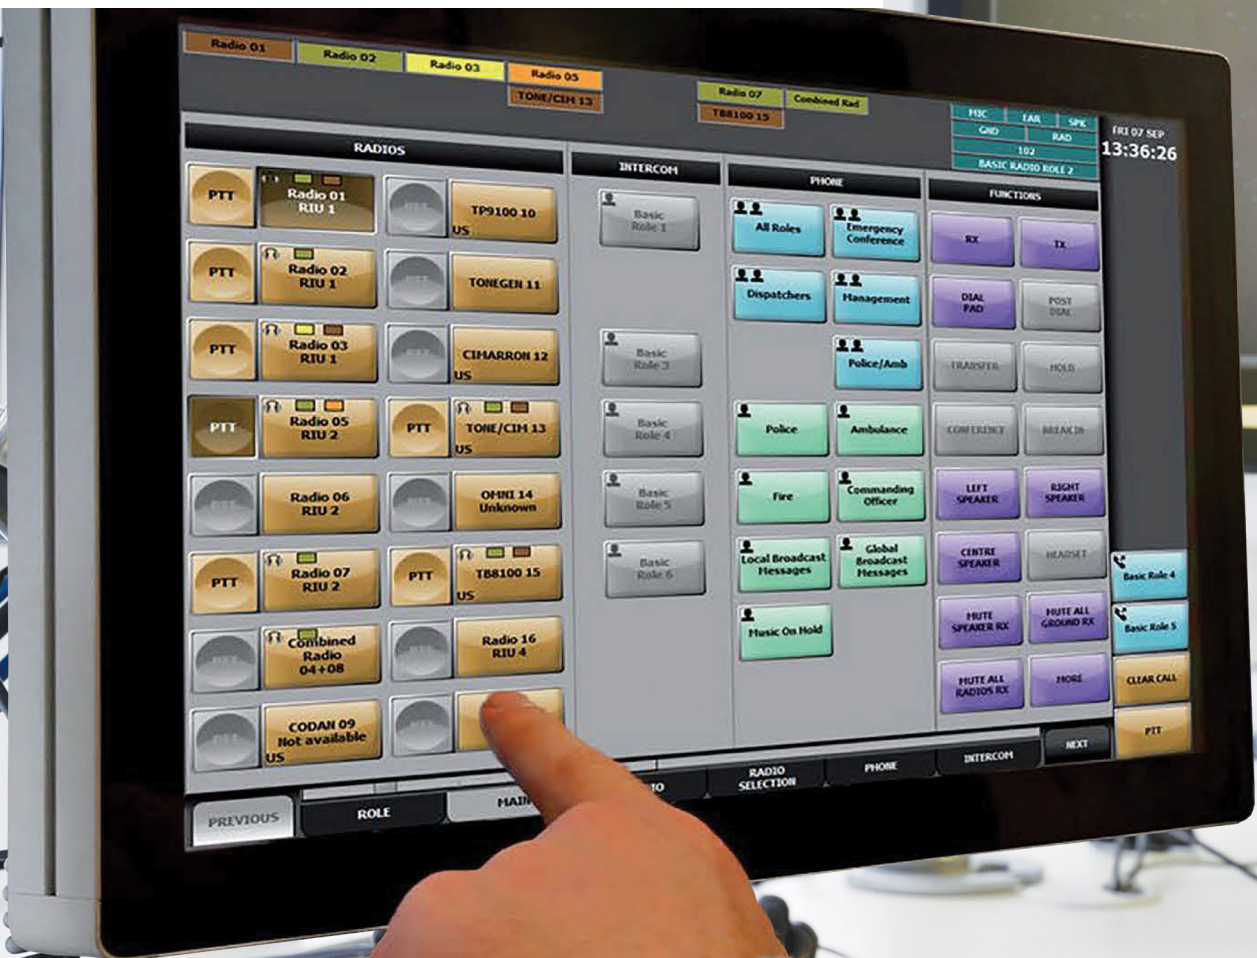 Radio 01
Radio 02
Radio 03
Radio 05
TONE/CIM 13
Radio 07
TB8100 15
Combined Rad
MIC EAR SPK
GND RAD
102
BASIC RADIO ROLE 2
FRI 07 SEP
13:36:26
RADIOS
PTT
Radio 01
RIU 1
TP9100 10
US
PTT
Radio 02
RIU 1
TONEGEN 11
PTT
Radio 03
RIU 1
CIMARRON 12
US
PTT
Radio 05
RIU 2
PTT
TONE/CIM 13
US
Radio 06
RIU 2
OMNI 14
Unknown
PTT
Radio 07
RIU 2
PTT
TB8100 15
US
Combined
Radio
04+08
Radio 16
RIU 4
CODAN 09
Not available
US
INTERCOM
Basic
Role 1
Basic
Role 3
Basic
Role 4
Basic
Role 5
Basic
Role 6
PHONE
All Roles
Emergency
Conference
Dispatchers
Management
Police/Amb
Police
Ambulance
Fire
Commanding
Officer
Local Broadcast
Messages
Global
Broadcast
Messages
Music On Hold
FUNCTIONS
RX
TX
DIAL
PAD
POST
DIAL
TRANSFER
HOLD
CONFERENCE
BREAK IN
LEFT
SPEAKER
RIGHT
SPEAKER
CENTRE
SPEAKER
HEADSET
MUTE
SPEAKER RX
MUTE ALL
GROUND RX
MUTE ALL
RADIOS RX
MORE
Basic Role 4
Basic Role 5
CLEAR CALL
PTT
PREVIOUS
ROLE
MAIN
RADIO
SELECTION
PHONE
INTERCOM
NEXT